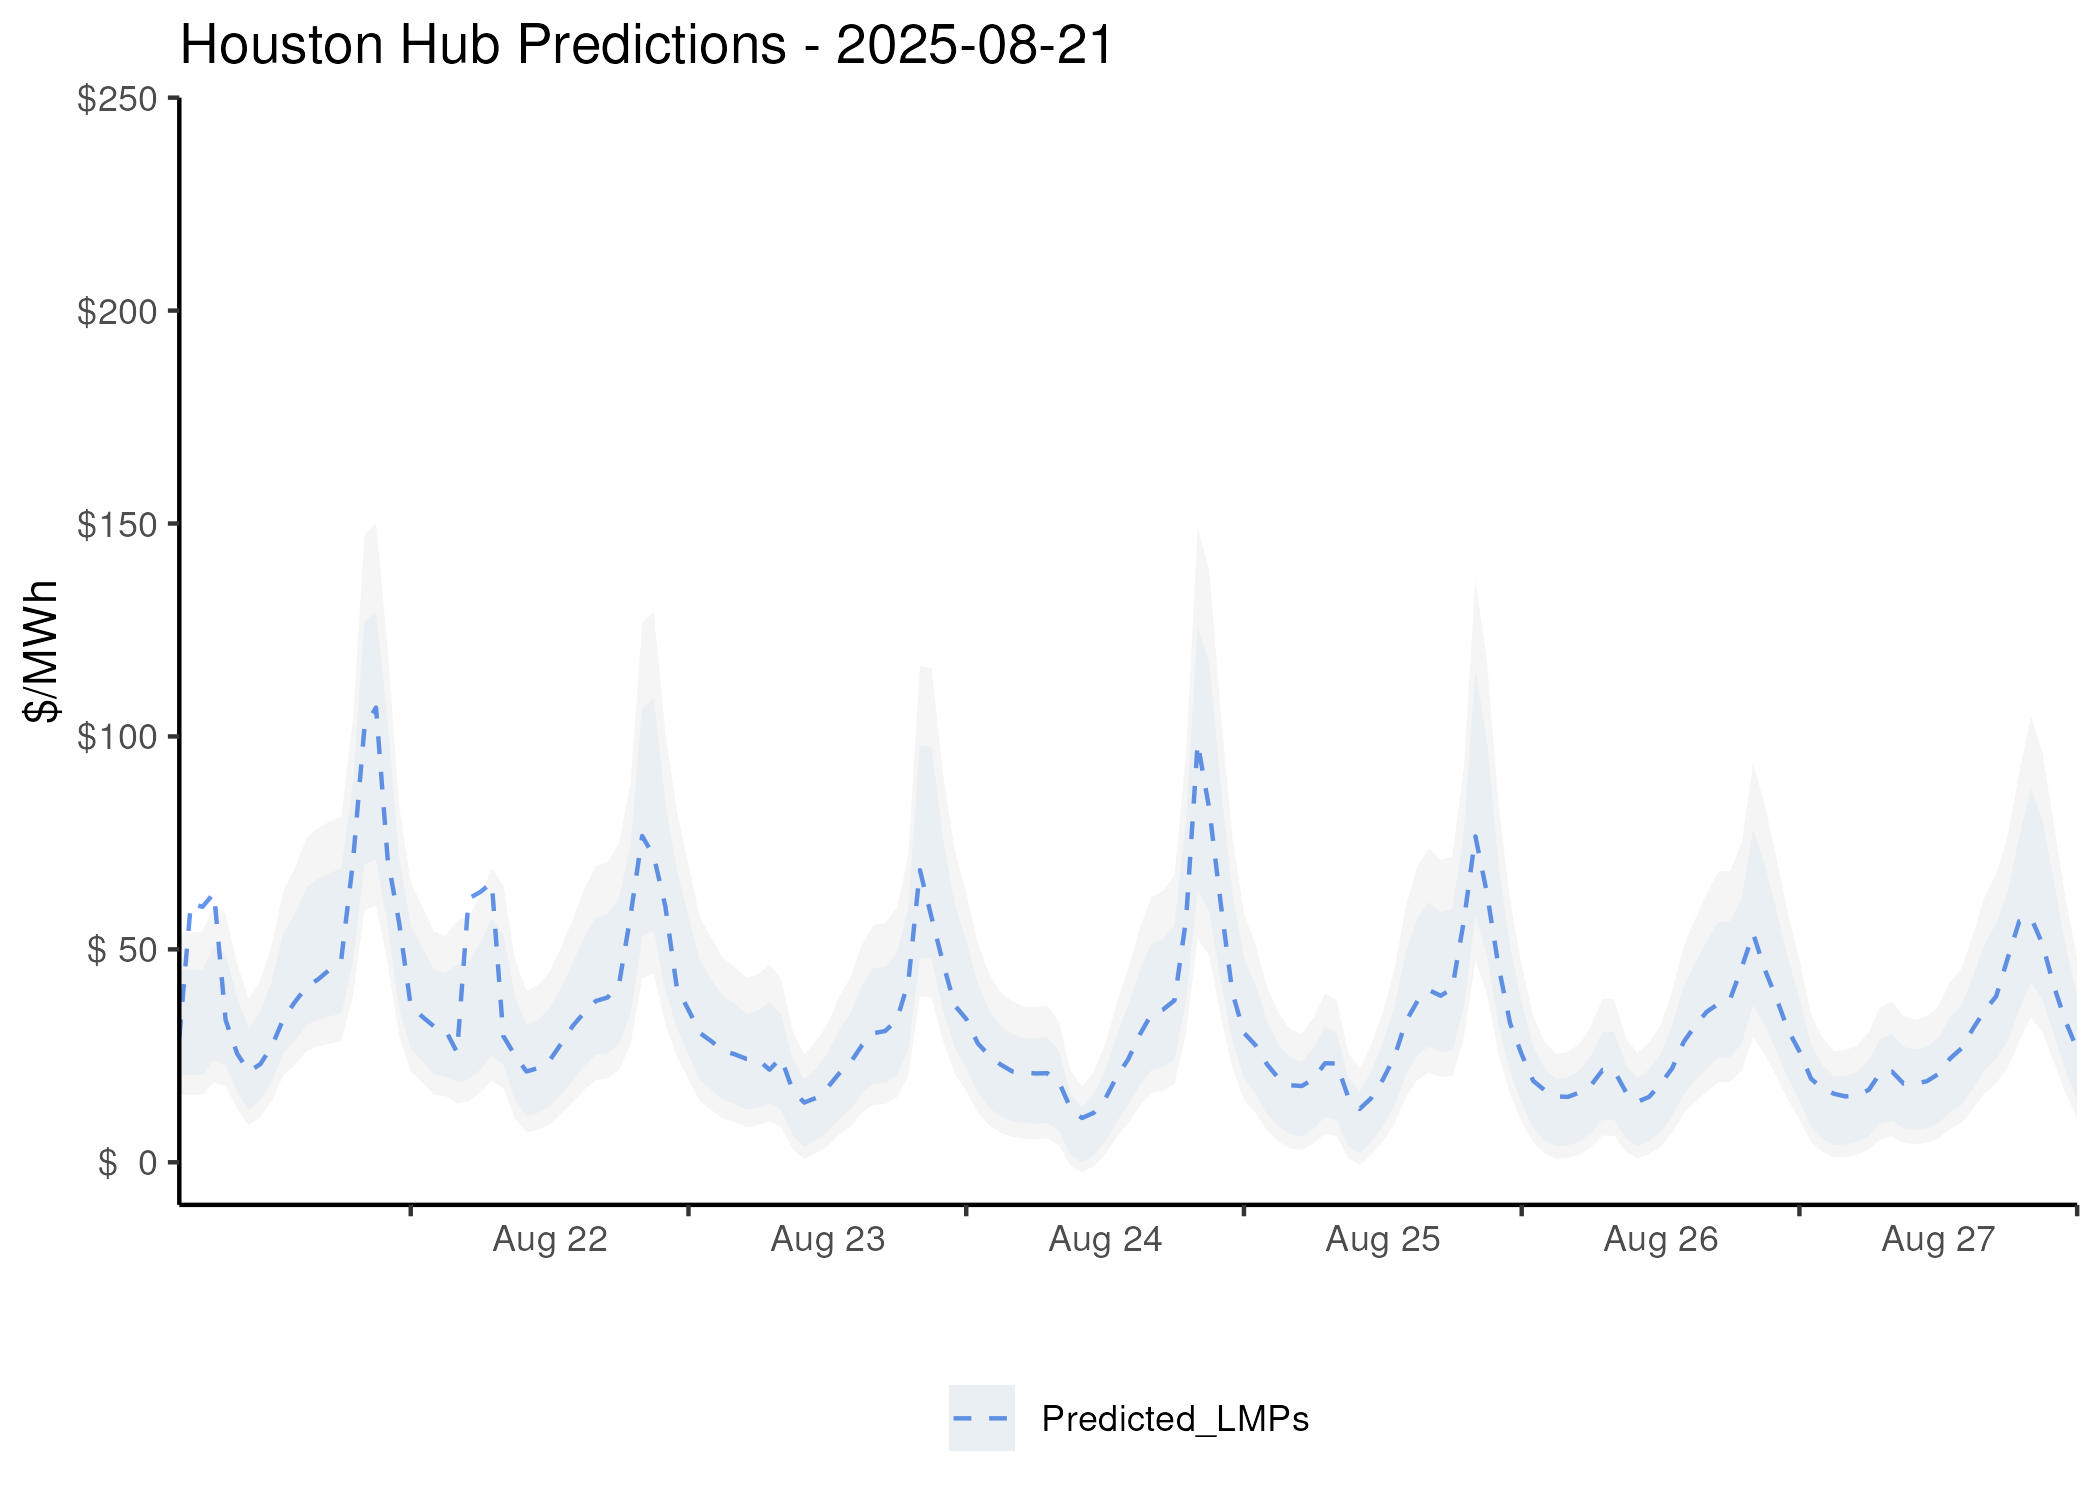 Houston Hub Predictions - 2025-08-21
$250
$200
$150
$100
$ 50
$  0
$/MWh
Aug 22
Aug 23
Aug 24
Aug 25
Aug 26
Aug 27
Predicted_LMPs